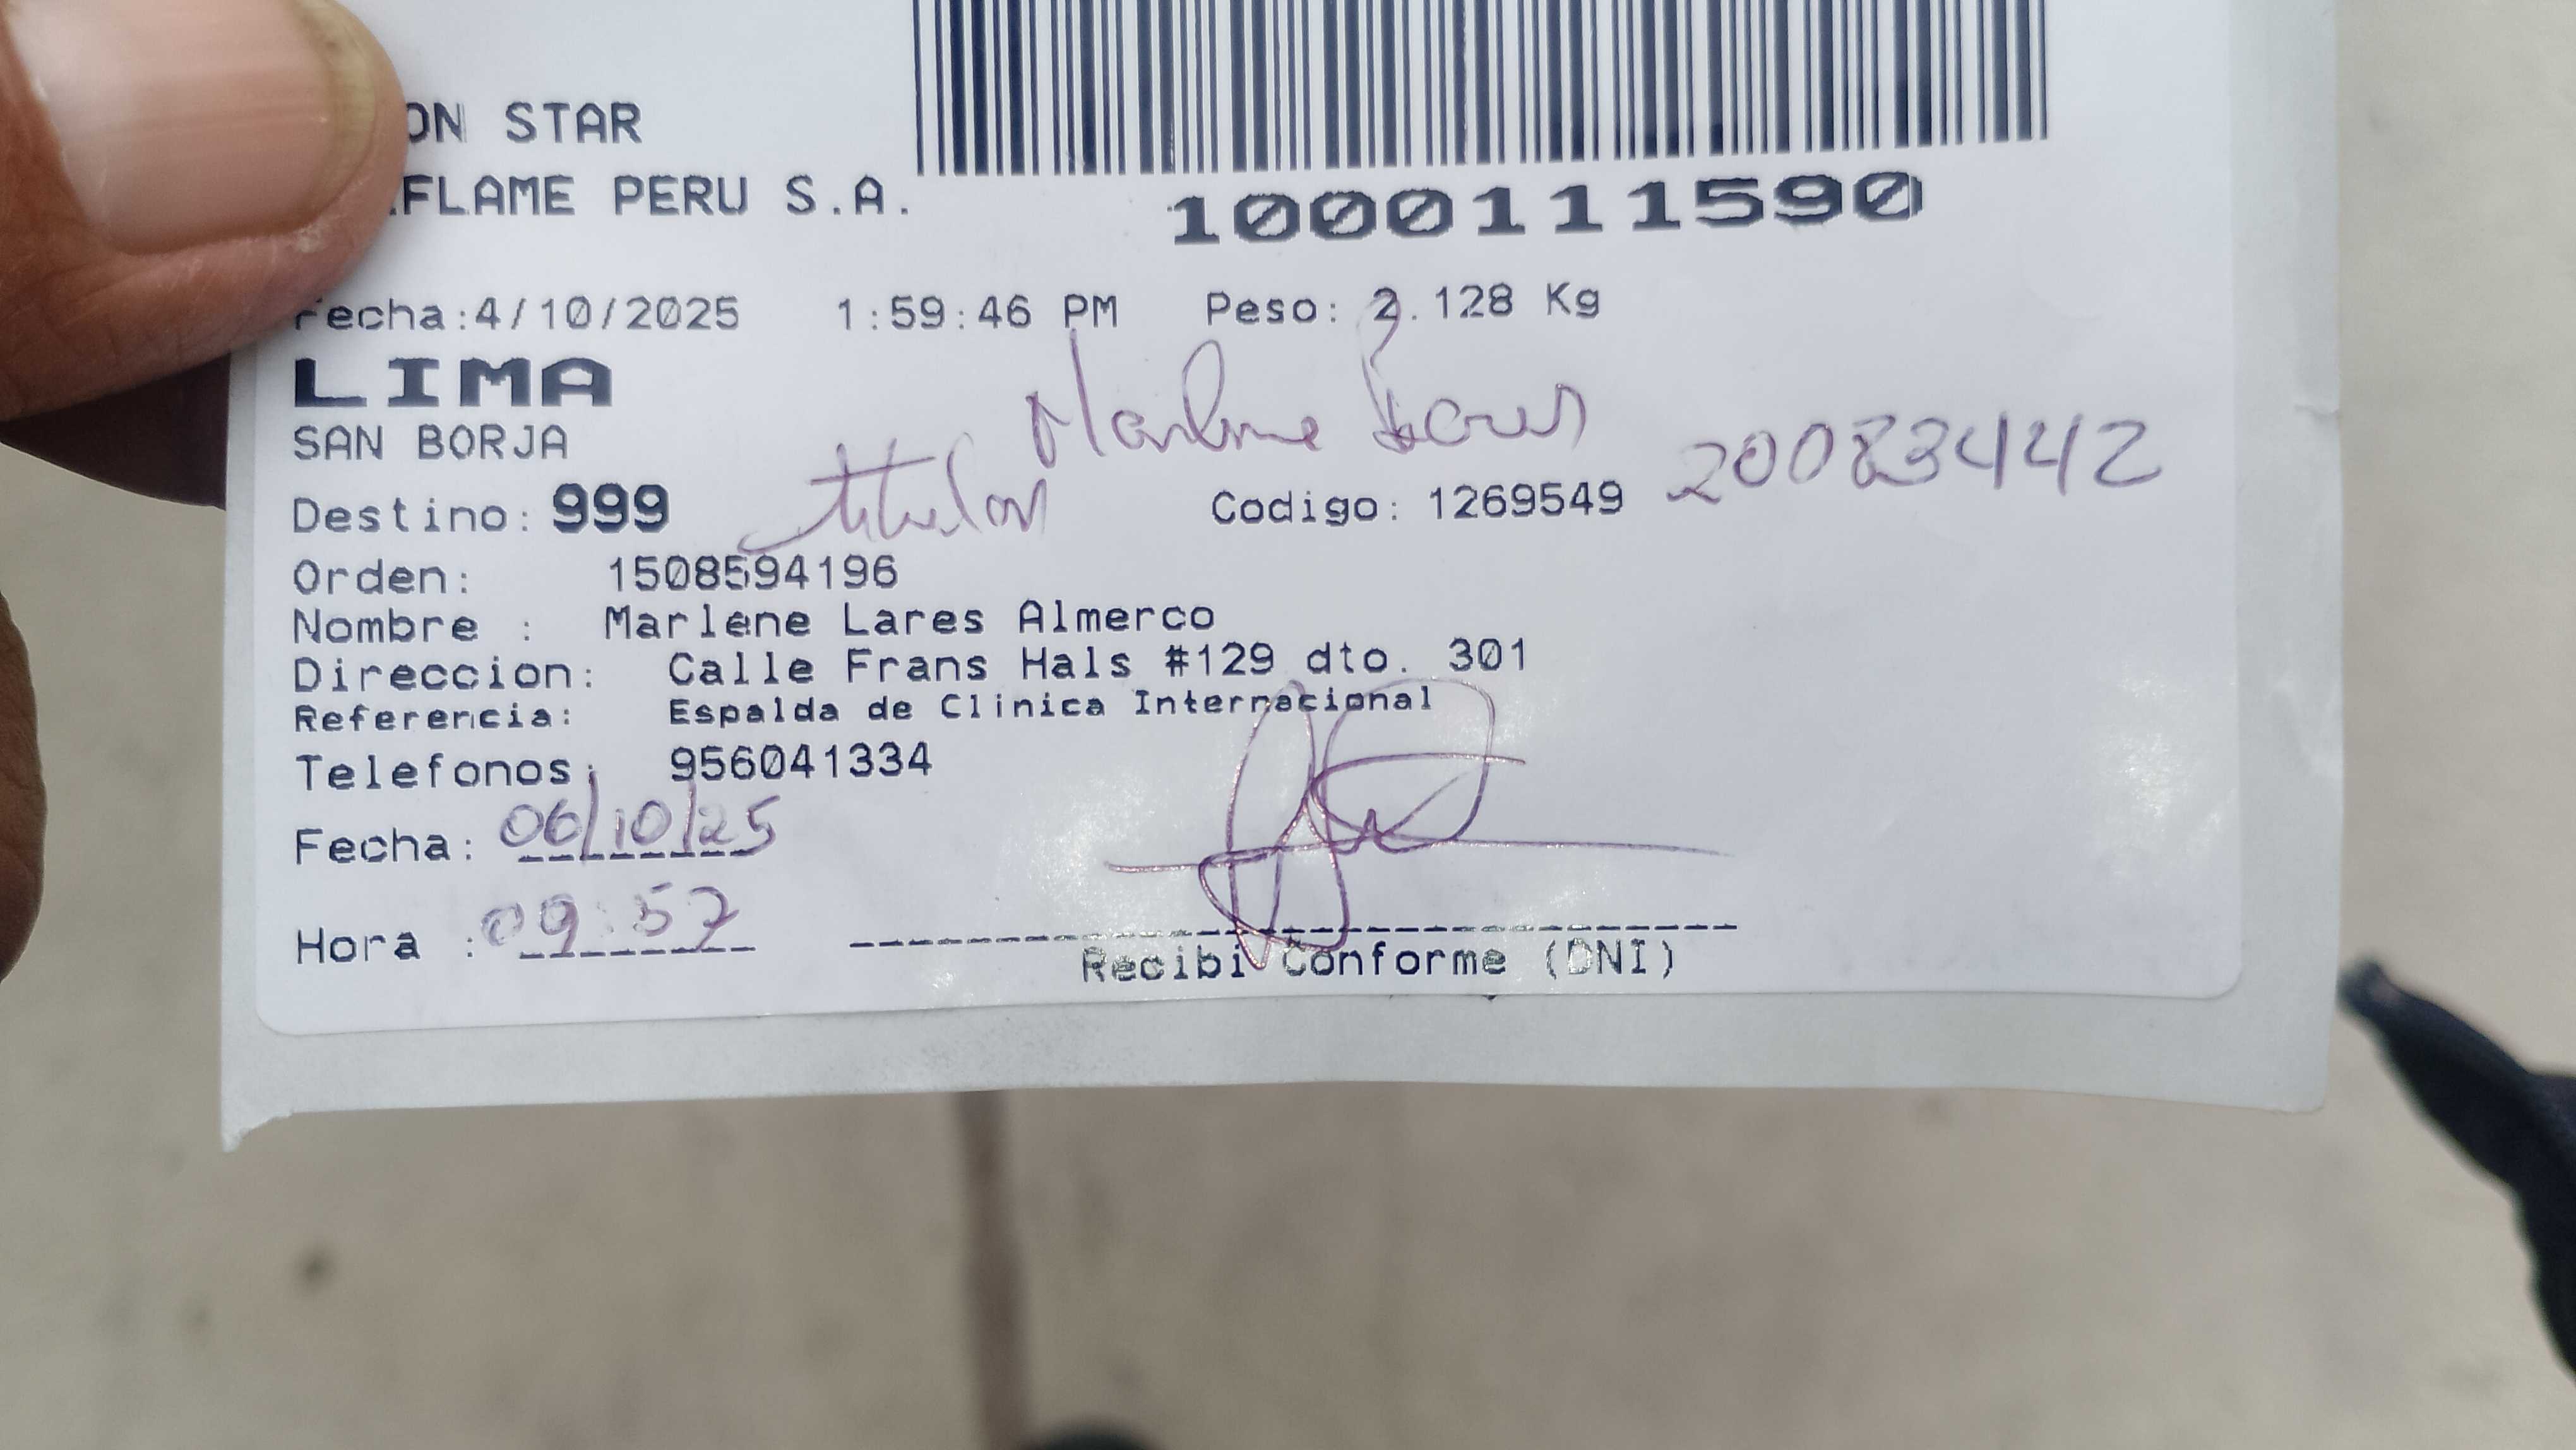 ON STAR
FLAME PERU S.A.
1000111590
Fecha:4/10/2025 1:59:46 PM Peso: 2.128 Kg
LIMA
SAN BORJA
Marlene Lares
20083442
titular
Destino: 999 Codigo: 1269549
Orden: 1508594196
Nombre : Marlene Lares Almerco
Direccion: Calle Frans Hals #129 dto. 301
Referencia: Espalda de Clinica Internacional
Telefonos: 956041334
Fecha: 06/10/25
Hora : 09:57
Recibi Conforme (DNI)